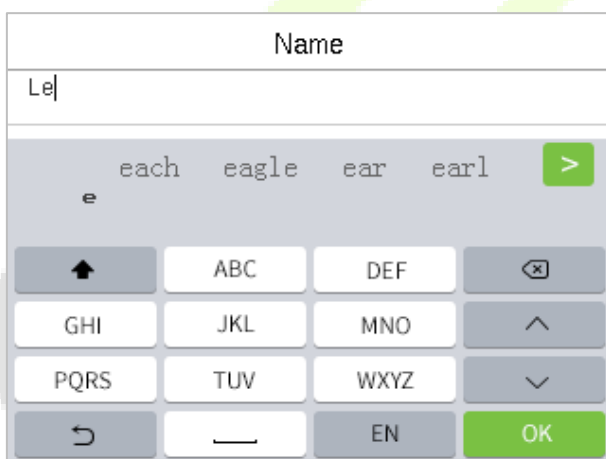 Name
Le
each eagle ear earl >
e
ABC DEF
GHI JKL MNO
PQRS TUV WXYZ
EN OK